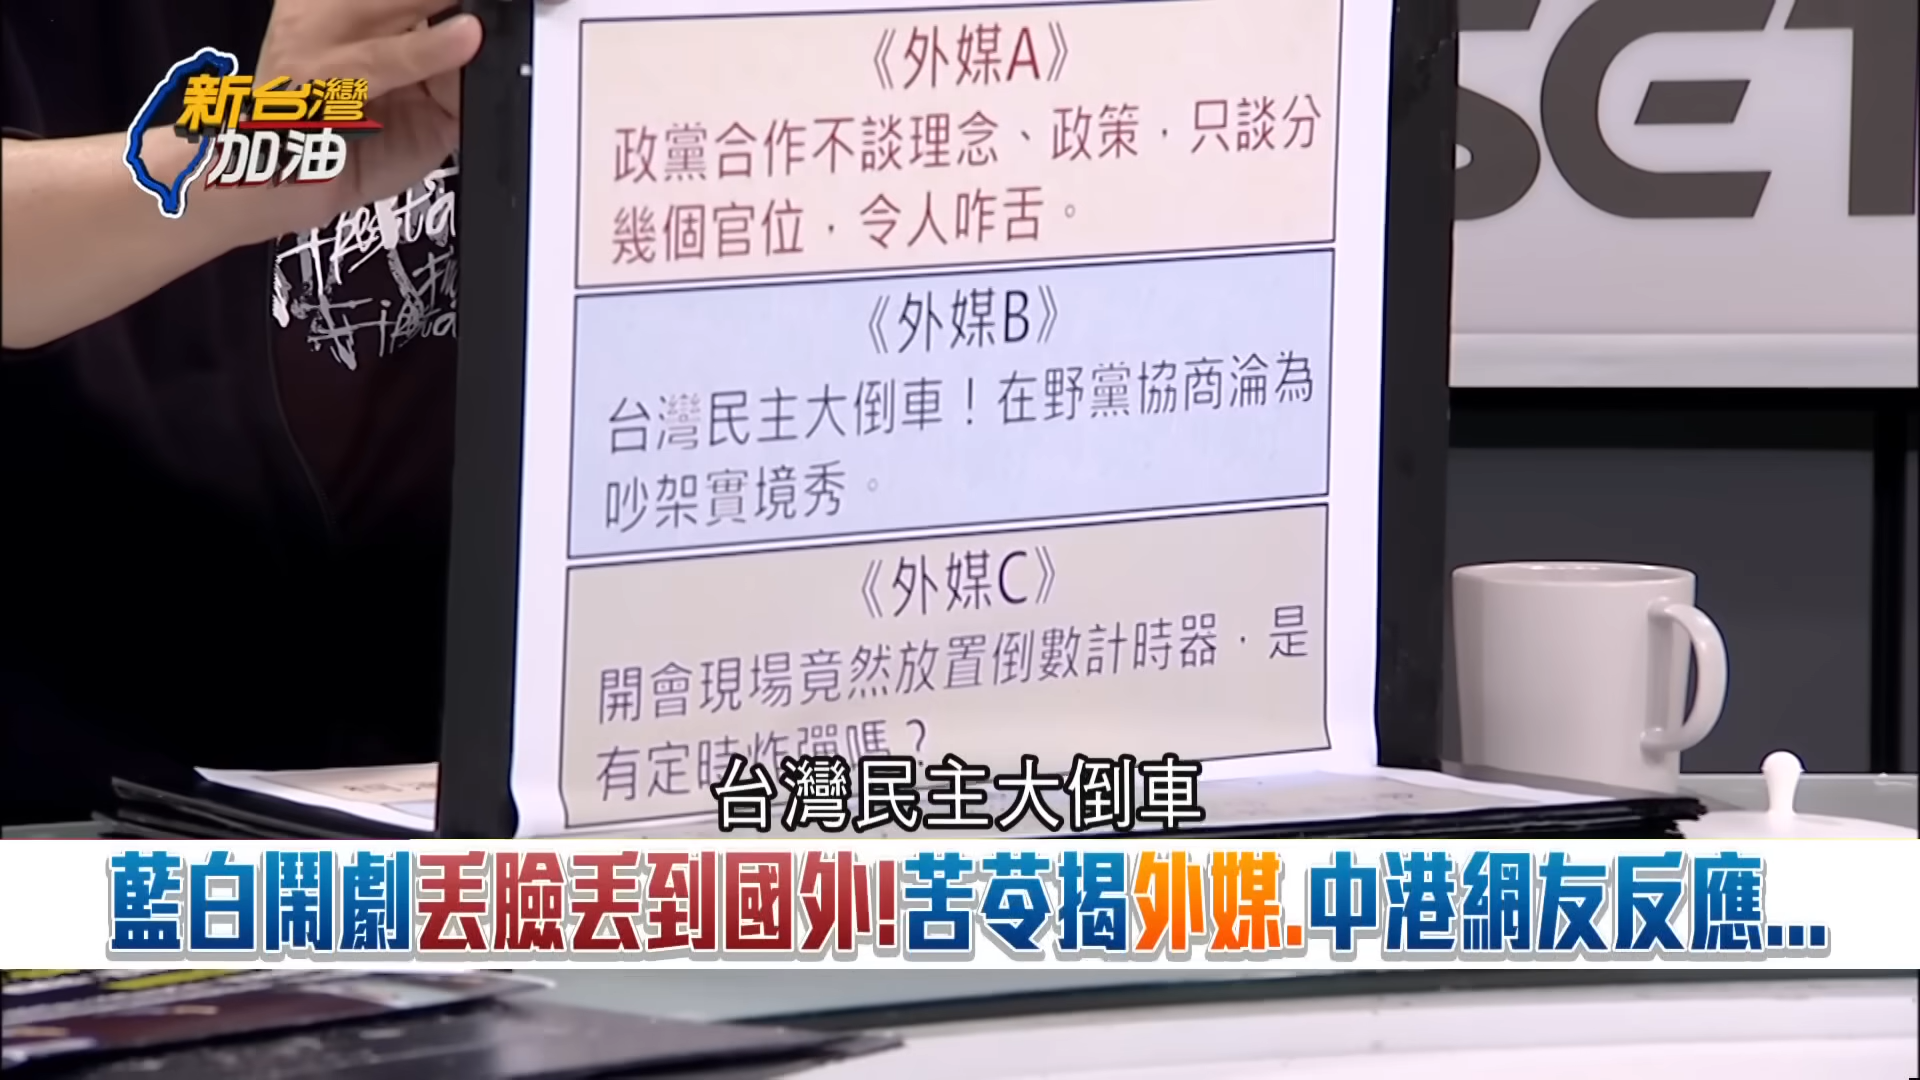 新台灣
加油
SET
《外媒A》
政黨合作不談理念、政策，只談分
幾個官位，令人咋舌。
《外媒B》
台灣民主大倒車！在野黨協商淪為
吵架實境秀。
《外媒C》
開會現場竟然放置倒數計時器，是
有定時炸彈嗎？
台灣民主大倒車
藍白鬧劇丟臉丟到國外!苦苓揭外媒.中港網友反應...